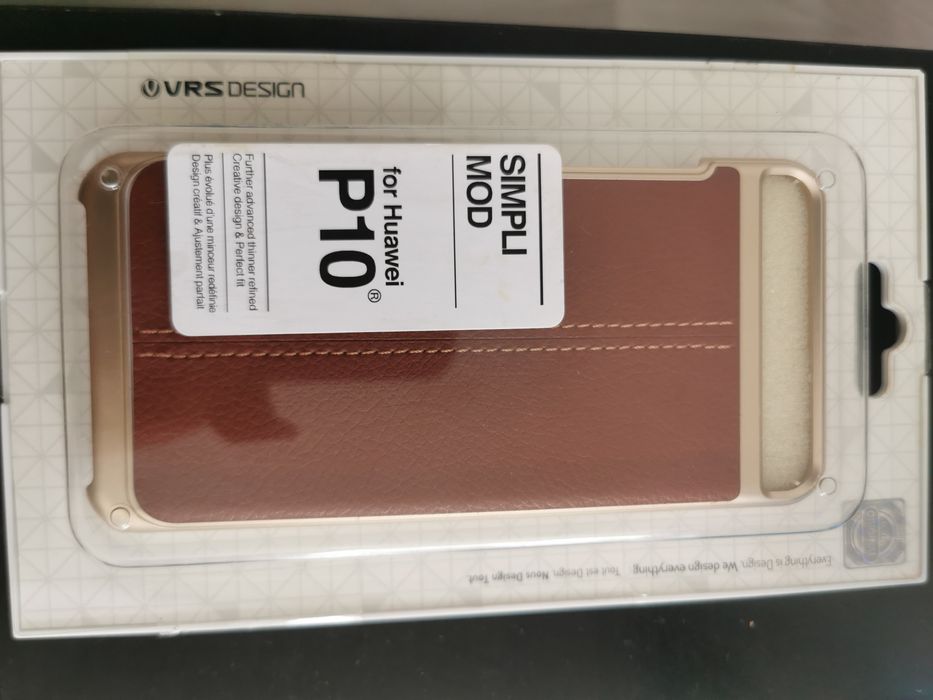 VRS DESIGN
SIMPLI
MOD
for Huawei
P10®
Further advanced thinner refined
Creative design & Perfect fit
Plus évolué d'une minceur redéfinie
Design créatif & Ajustement parfait
Everything is Design. We design everything. Tout est Design. Nous Design Tout.